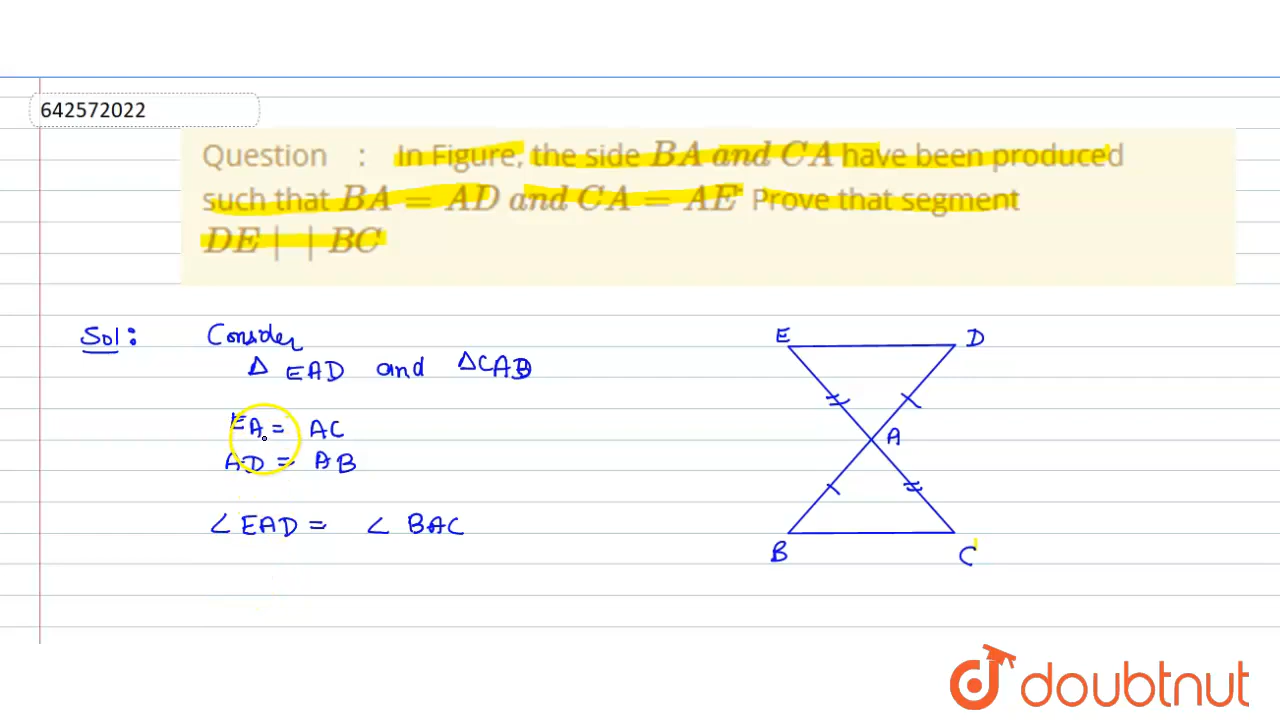 642572022
Question : In Figure, the side BA and CA have been produced
such that BA = AD and CA = AE' Prove that segment
DE | | BC
Sol: Consider
Δ EAD and ΔCAB
EA = AC
AD = AB
∠ EAD = ∠ BAC
E D
A
B C
doubtnut